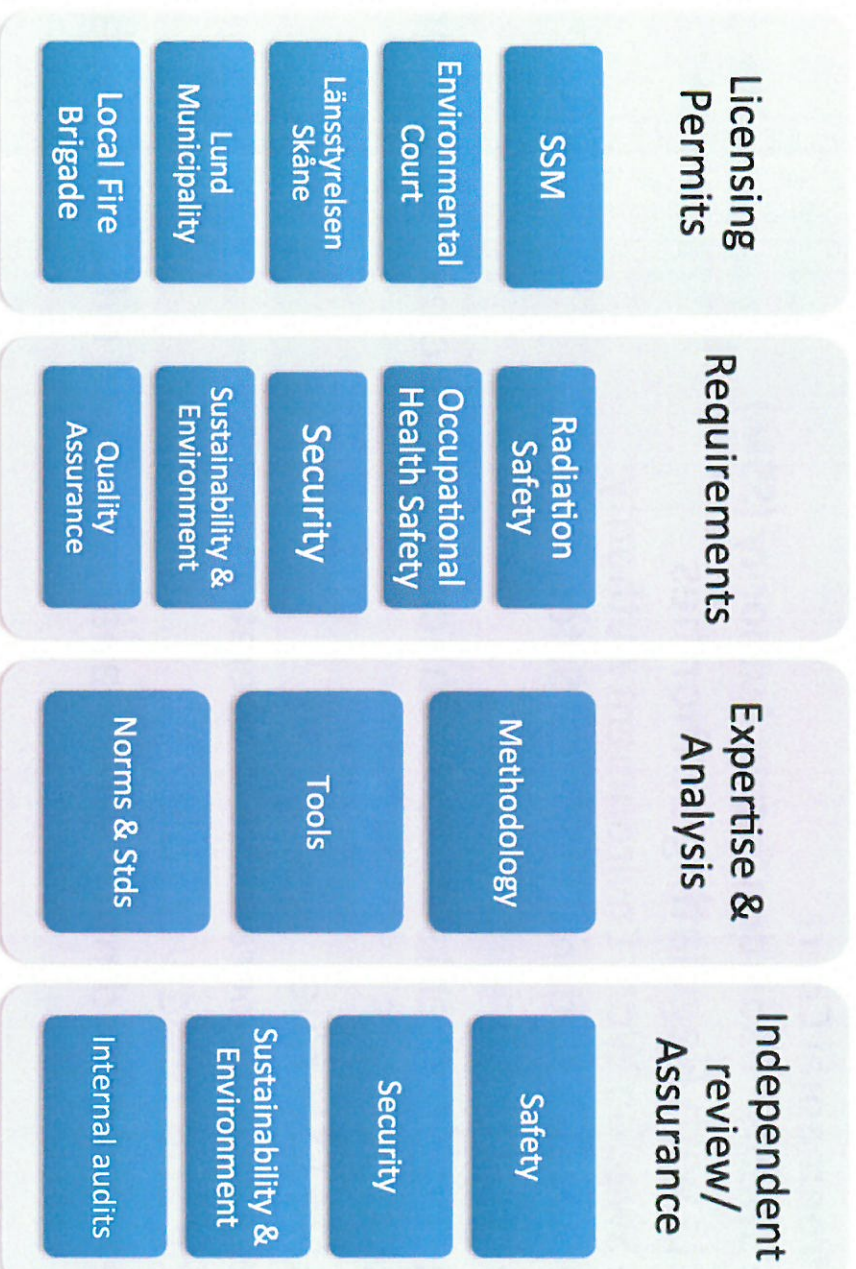 Licensing
Permits
SSM
Environmental
Court
Länsstyrelsen
Skåne
Lund
Municipality
Local Fire
Brigade
Requirements
Radiation
Safety
Occupational
Health Safety
Security
Sustainability &
Environment
Quality
Assurance
Expertise &
Analysis
Methodology
Tools
Norms & Stds
Independent
review/
Assurance
Safety
Security
Sustainability &
Environment
Internal audits